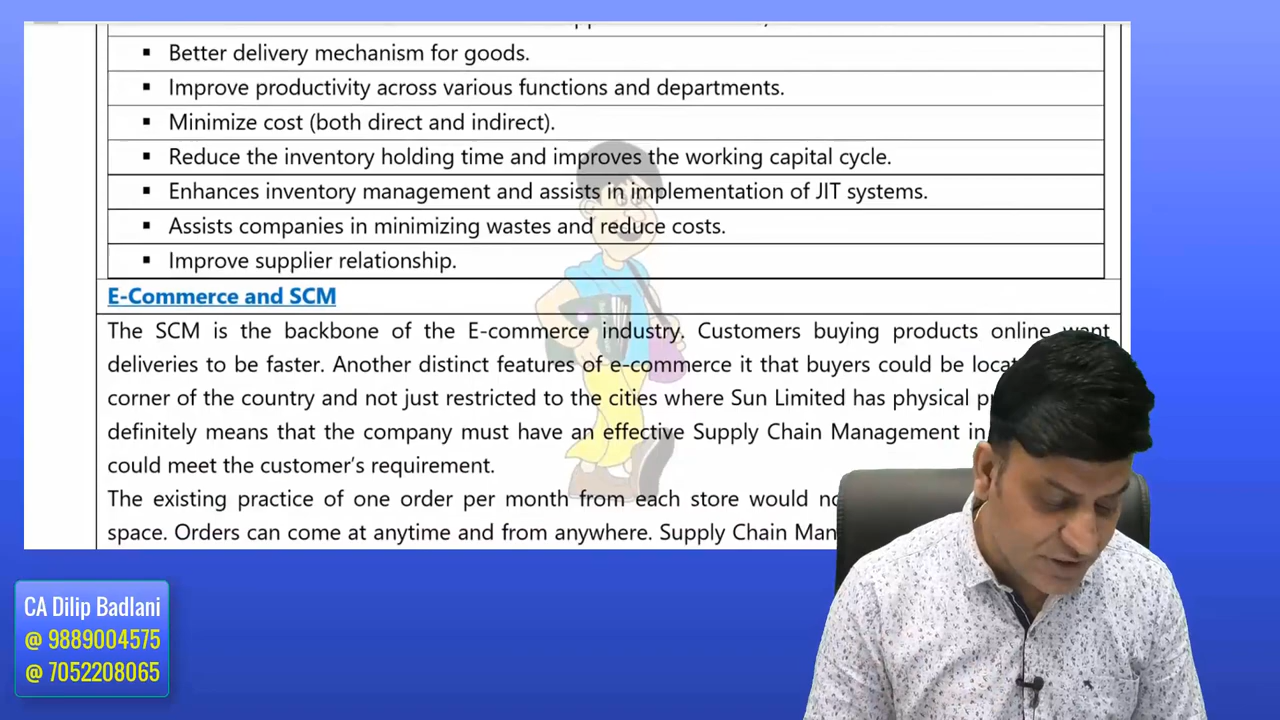 ▪ Better delivery mechanism for goods.
▪ Improve productivity across various functions and departments.
▪ Minimize cost (both direct and indirect).
▪ Reduce the inventory holding time and improves the working capital cycle.
▪ Enhances inventory management and assists in implementation of JIT systems.
▪ Assists companies in minimizing wastes and reduce costs.
▪ Improve supplier relationship.
E-Commerce and SCM
The SCM is the backbone of the E-commerce industry. Customers buying products online want
deliveries to be faster. Another distinct features of e-commerce it that buyers could be
corner of the country and not just restricted to the cities where Sun Limited has physical
definitely means that the company must have an effective Supply Chain Management in
could meet the customer's requirement.
The existing practice of one order per month from each store would
space. Orders can come at anytime and from anywhere. Supply Chain
CA Dilip Badlani
@ 9889004575
@ 7052208065